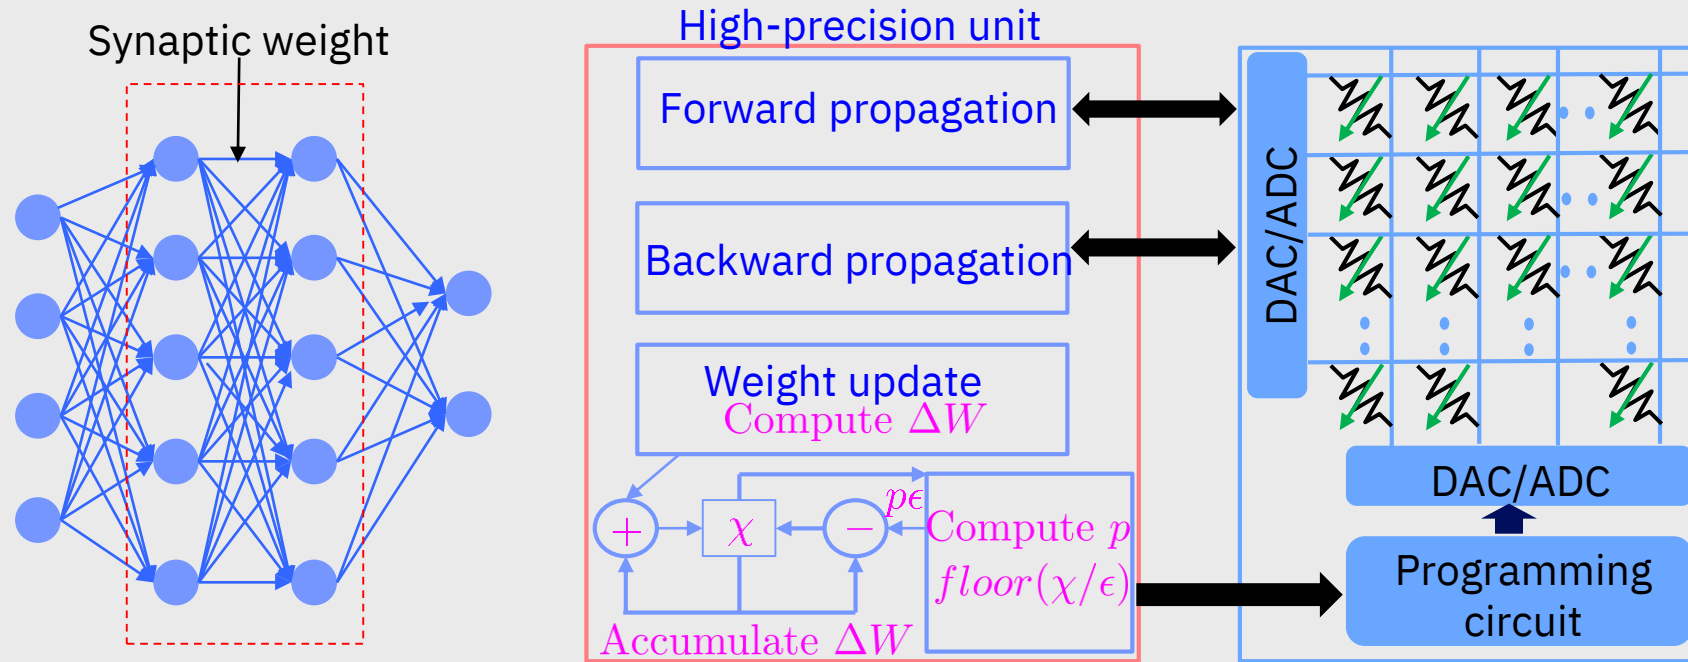 Synaptic weight
High-precision unit
Forward propagation
Backward propagation
Weight update
Compute ΔW
+
χ
−
pϵ
Compute p
floor(χ/ϵ)
Accumulate ΔW
DAC/ADC
DAC/ADC
Programming
circuit